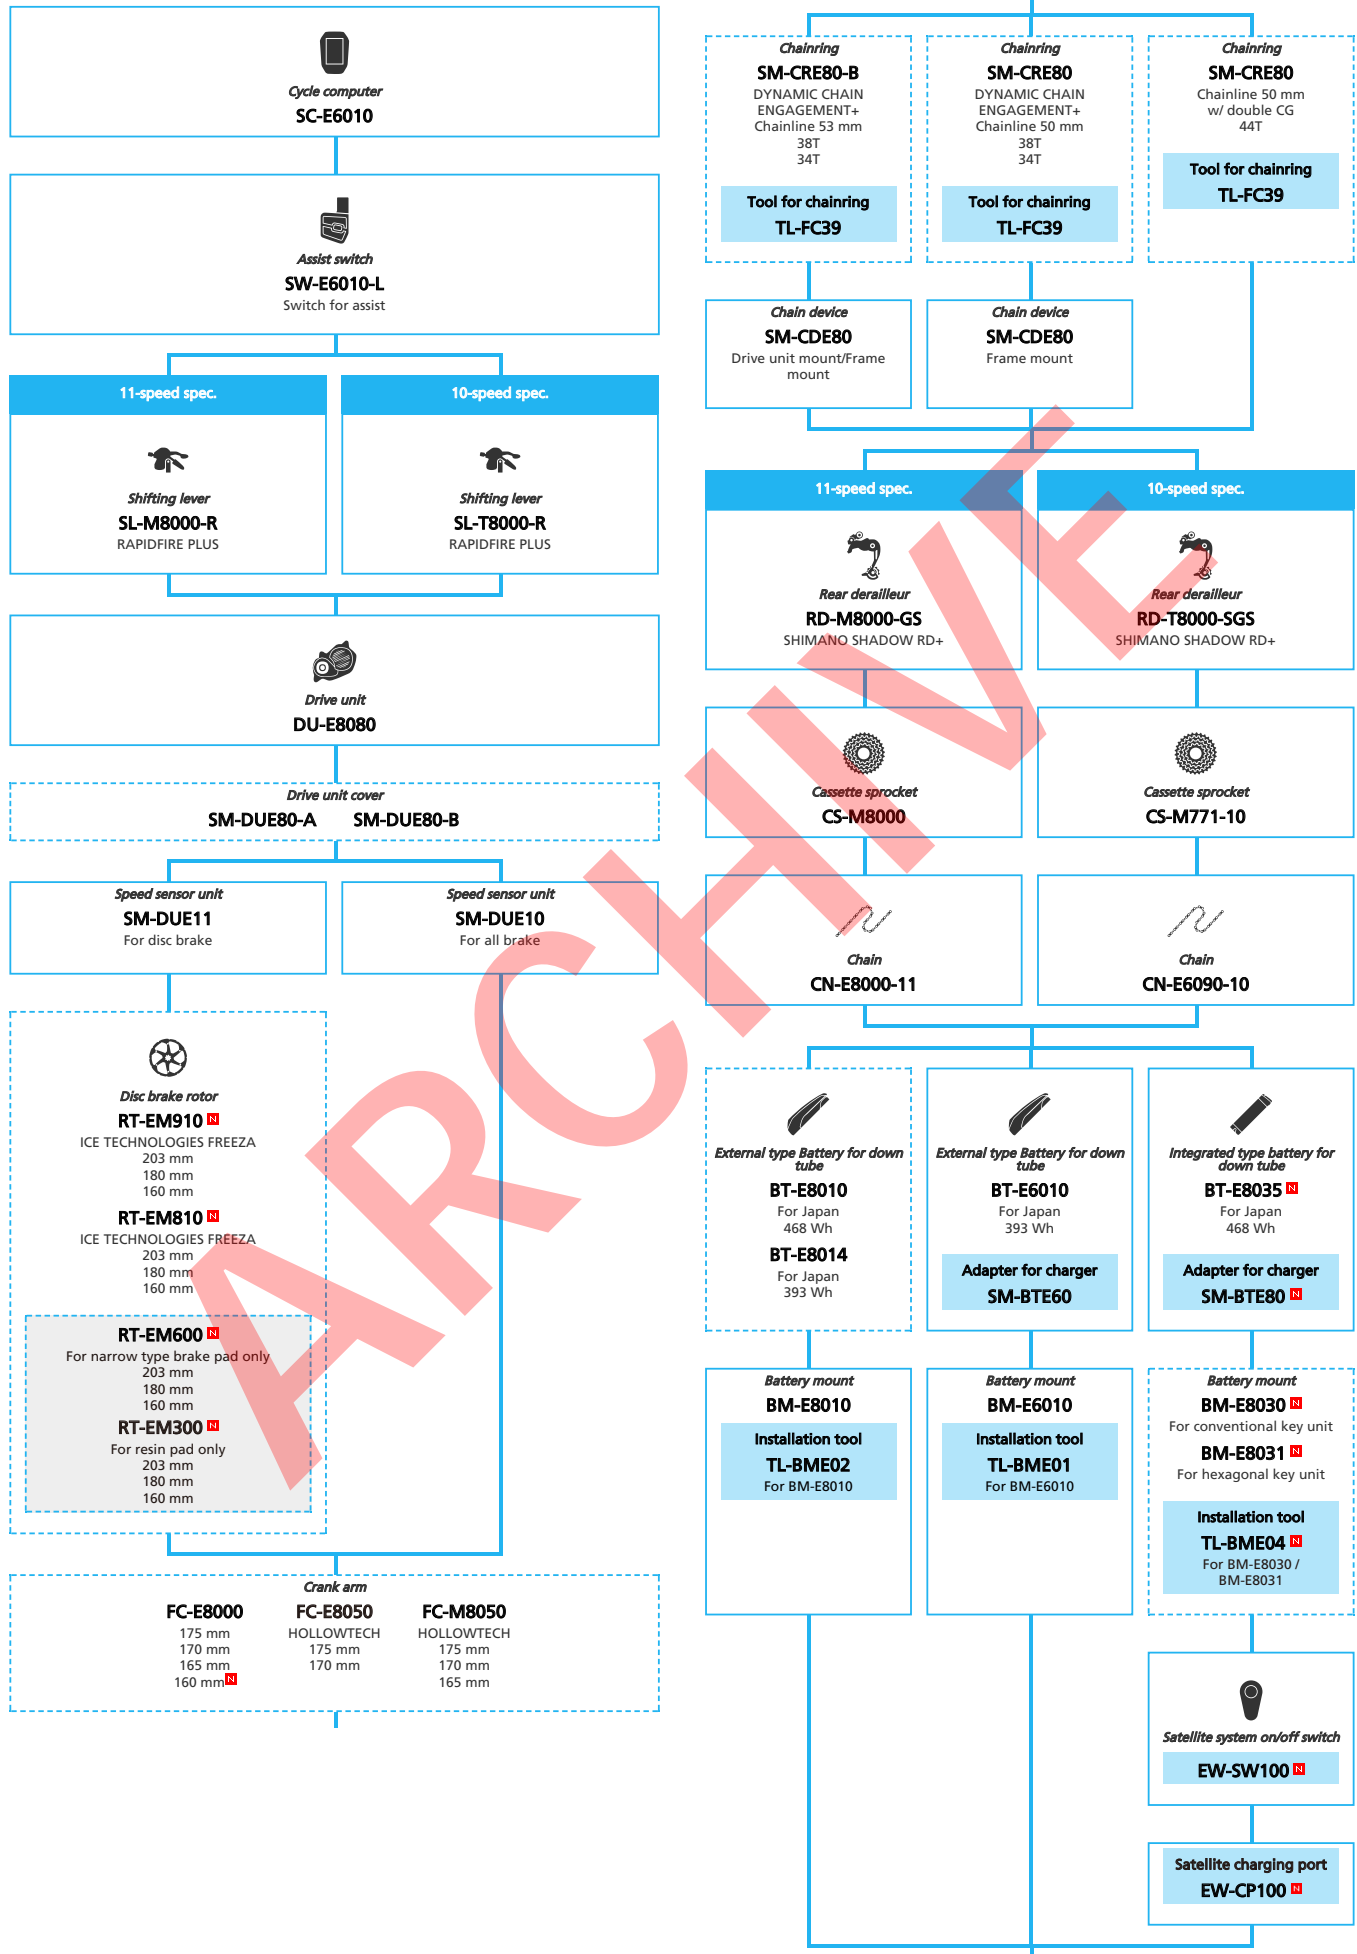 Cycle computer
SC-E6010
Assist switch
SW-E6010-L
Switch for assist
11-speed spec.
Shifting lever
SL-M8000-R
RAPIDFIRE PLUS
10-speed spec.
Shifting lever
SL-T8000-R
RAPIDFIRE PLUS
Drive unit
DU-E8080
Drive unit cover
SM-DUE80-A SM-DUE80-B
Speed sensor unit
SM-DUE11
For disc brake
Speed sensor unit
SM-DUE10
For all brake
Disc brake rotor
RT-EM910 N
ICE TECHNOLOGIES FREEZA
203 mm
180 mm
160 mm
RT-EM810 N
ICE TECHNOLOGIES FREEZA
203 mm
180 mm
160 mm
RT-EM600 N
For narrow type brake pad only
203 mm
180 mm
160 mm
RT-EM300 N
For resin pad only
203 mm
180 mm
160 mm
Crank arm
FC-E8000
175 mm
170 mm
165 mm
160 mm N
FC-E8050
HOLLOWTECH
175 mm
170 mm
FC-M8050
HOLLOWTECH
175 mm
170 mm
165 mm
Chainring
SM-CRE80-B
DYNAMIC CHAIN
ENGAGEMENT+
Chainline 53 mm
38T
34T
Tool for chainring
TL-FC39
Chainring
SM-CRE80
DYNAMIC CHAIN
ENGAGEMENT+
Chainline 50 mm
38T
34T
Tool for chainring
TL-FC39
Chainring
SM-CRE80
Chainline 50 mm
w/ double CG
44T
Tool for chainring
TL-FC39
Chain device
SM-CDE80
Drive unit mount/Frame
mount
Chain device
SM-CDE80
Frame mount
11-speed spec.
Rear derailleur
RD-M8000-GS
SHIMANO SHADOW RD+
10-speed spec.
Rear derailleur
RD-T8000-SGS
SHIMANO SHADOW RD+
Cassette sprocket
CS-M8000
Cassette sprocket
CS-M771-10
Chain
CN-E8000-11
Chain
CN-E6090-10
External type Battery for down
tube
BT-E8010
For Japan
468 Wh
BT-E8014
For Japan
393 Wh
External type Battery for down
tube
BT-E6010
For Japan
393 Wh
Adapter for charger
SM-BTE60
Integrated type battery for
down tube
BT-E8035 N
For Japan
468 Wh
Adapter for charger
SM-BTE80 N
Battery mount
BM-E8010
Installation tool
TL-BME02
For BM-E8010
Battery mount
BM-E6010
Installation tool
TL-BME01
For BM-E6010
Battery mount
BM-E8030 N
For conventional key unit
BM-E8031 N
For hexagonal key unit
Installation tool
TL-BME04 N
For BM-E8030 /
BM-E8031
Satellite system on/off switch
EW-SW100 N
Satellite charging port
EW-CP100 N
ARCHIVE